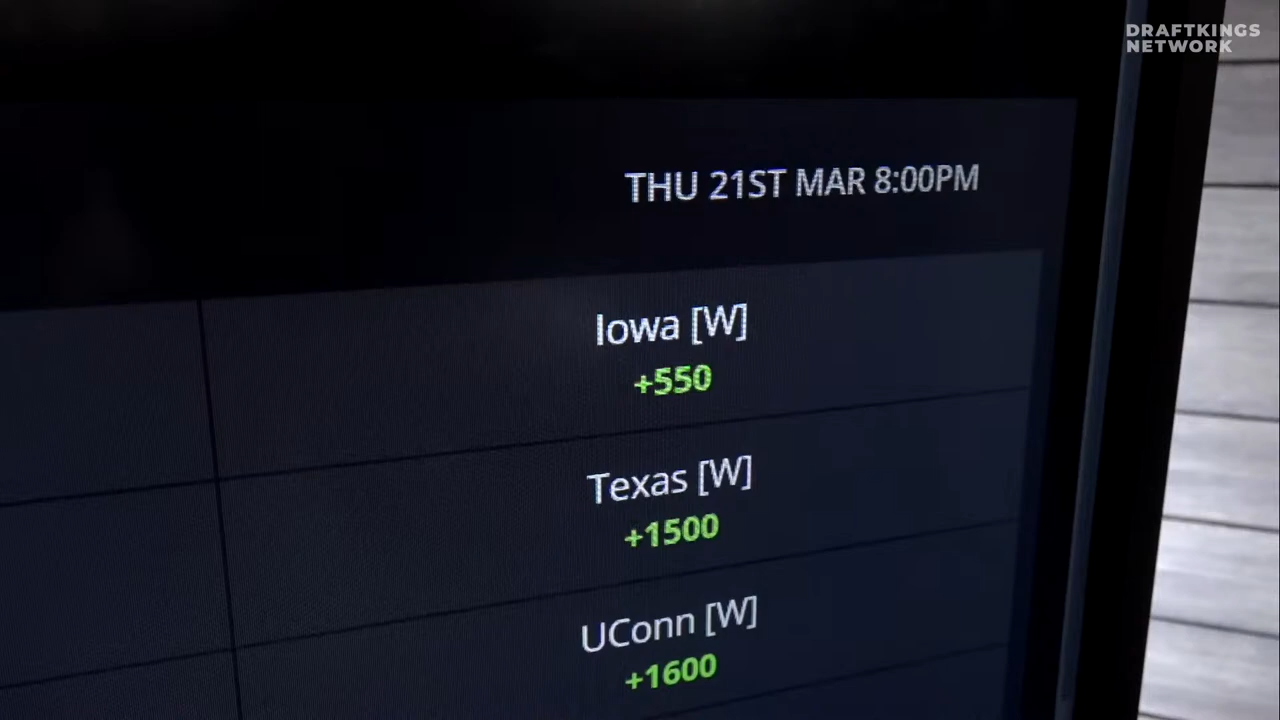 DRAFTKINGS
NETWORK
THU 21ST MAR 8:00PM
Iowa [W]
+550
Texas [W]
+1500
UConn [W]
+1600